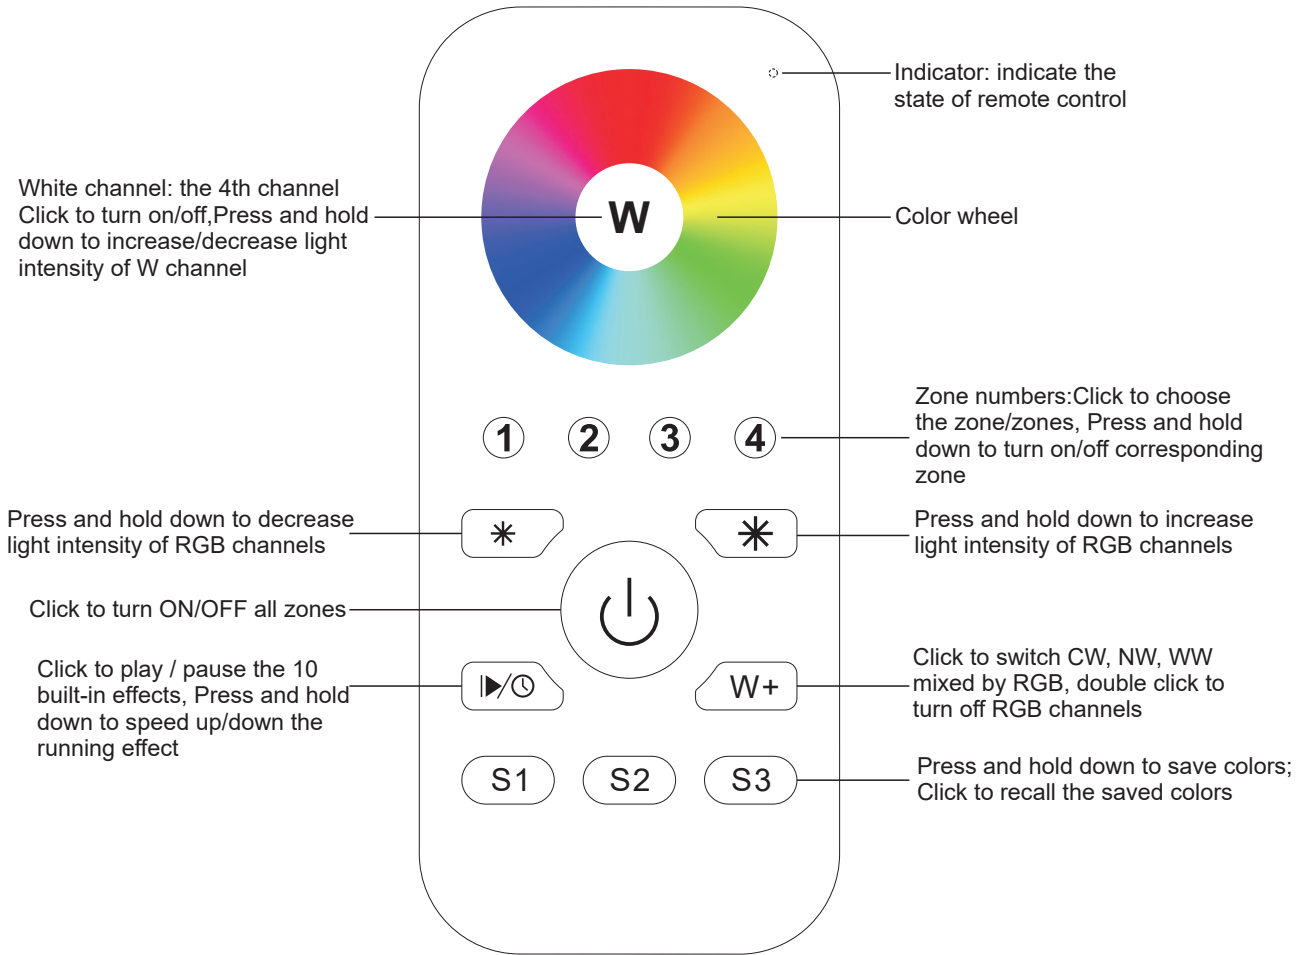 Indicator: indicate the
state of remote control
White channel: the 4th channel
Click to turn on/off,Press and hold
down to increase/decrease light
intensity of W channel
W
Color wheel
Zone numbers:Click to choose
the zone/zones, Press and hold
down to turn on/off corresponding
zone
1 2 3 4
Press and hold down to decrease
light intensity of RGB channels
Press and hold down to increase
light intensity of RGB channels
Click to turn ON/OFF all zones
Click to play / pause the 10
built-in effects, Press and hold
down to speed up/down the
running effect
W+
Click to switch CW, NW, WW
mixed by RGB, double click to
turn off RGB channels
S1 S2 S3
Press and hold down to save colors;
Click to recall the saved colors